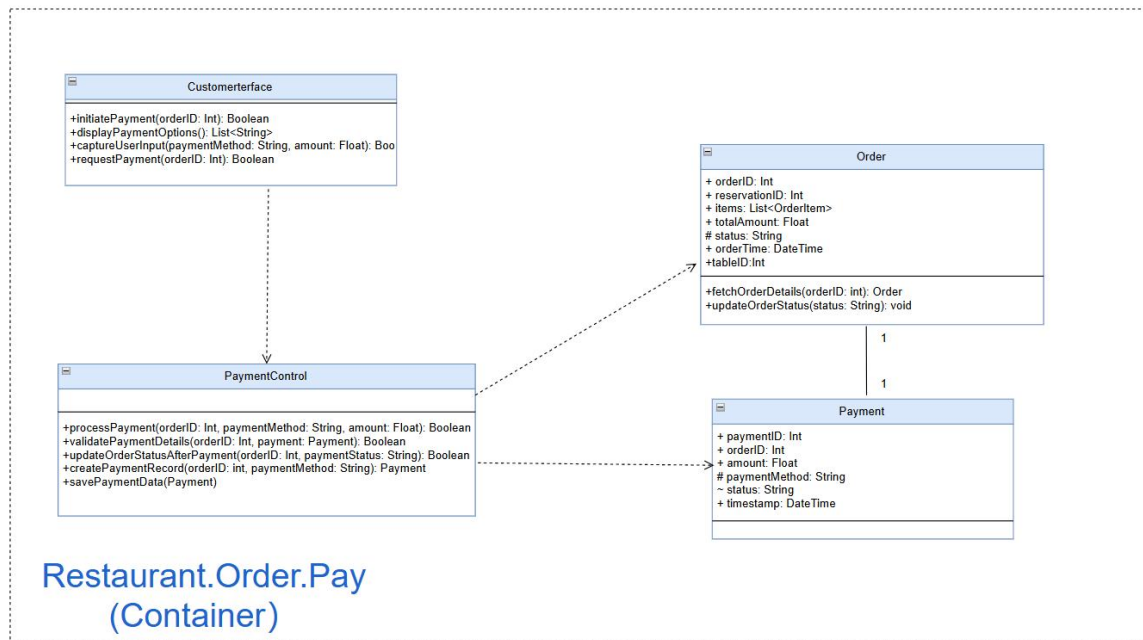 Customerterface
+initiatePayment(orderID: Int): Boolean
+displayPaymentOptions(): List<String>
+captureUserInput(paymentMethod: String, amount: Float): Boo
+requestPayment(orderID: Int): Boolean
Order
+ orderID: Int
+ reservationID: Int
+ items: List<OrderItem>
+ totalAmount: Float
# status: String
+ orderTime: DateTime
+tableID:Int
+fetchOrderDetails(orderID: int): Order
+updateOrderStatus(status: String): void
1
1
PaymentControl
+processPayment(orderID: Int, paymentMethod: String, amount: Float): Boolean
+validatePaymentDetails(orderID: Int, payment: Payment): Boolean
+updateOrderStatusAfterPayment(orderID: Int, paymentStatus: String): Boolean
+createPaymentRecord(orderID: int, paymentMethod: String): Payment
+savePaymentData(Payment)
Payment
+ paymentID: Int
+ orderID: Int
+ amount: Float
# paymentMethod: String
~ status: String
+ timestamp: DateTime
Restaurant.Order.Pay
(Container)